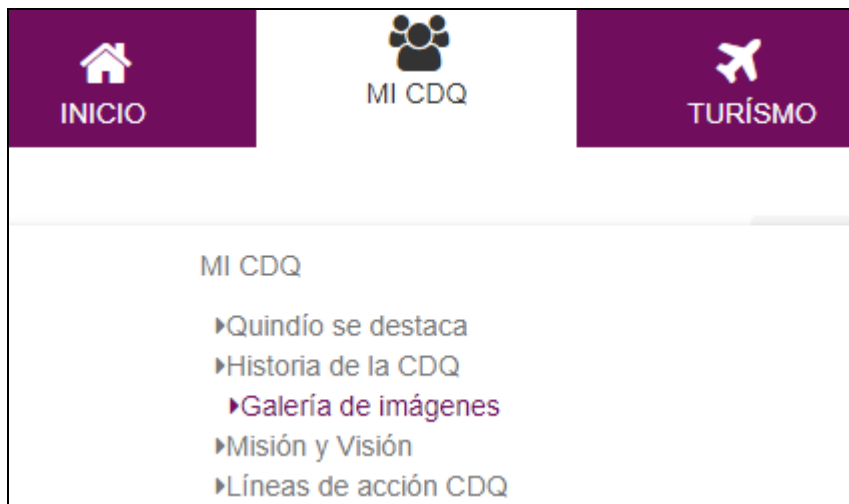 INICIO
MI CDQ
TURÍSMO
MI CDQ
Quindío se destaca
Historia de la CDQ
Galería de imágenes
Misión y Visión
Líneas de acción CDQ